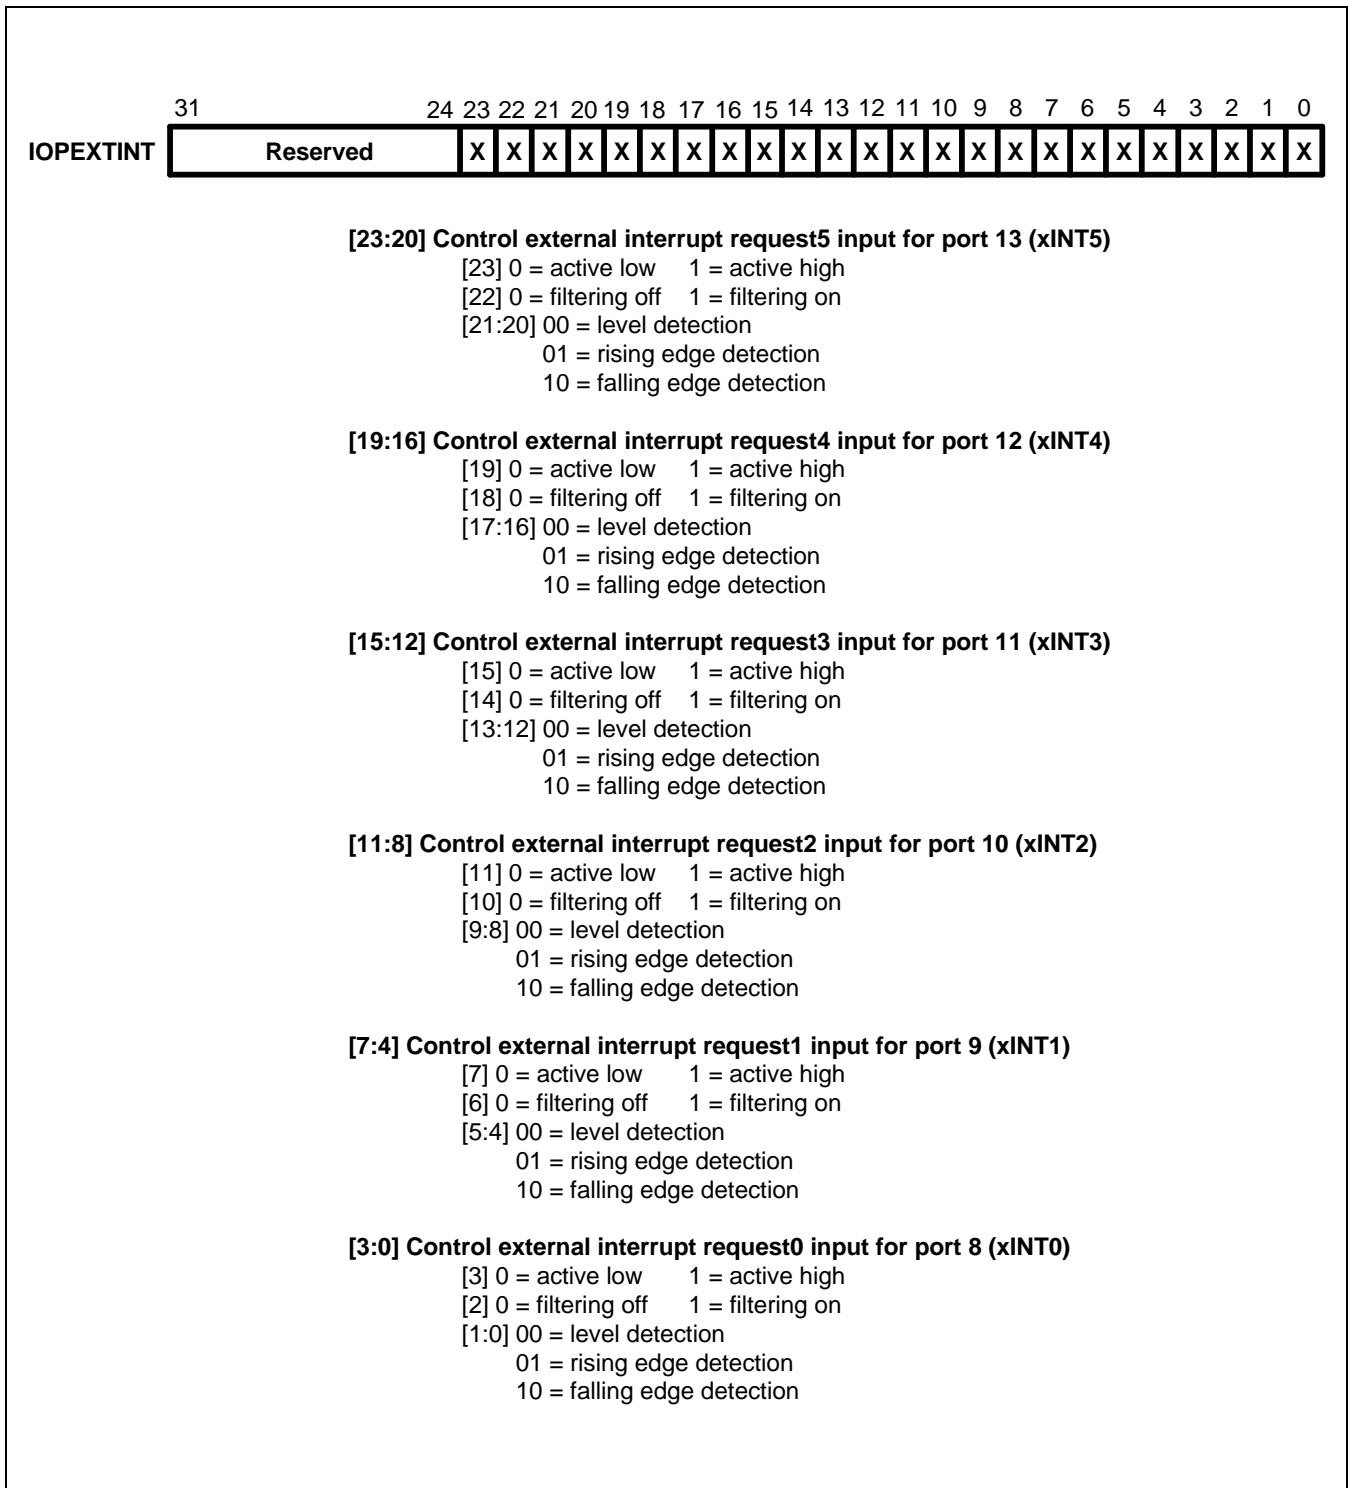 31 24 23 22 21 20 19 18 17 16 15 14 13 12 11 10 9 8 7 6 5 4 3 2 1 0
IOPEXTINT Reserved X X X X X X X X X X X X X X X X X X X X X X X X
[23:20] Control external interrupt request5 input for port 13 (xINT5)
[23] 0 = active low 1 = active high
[22] 0 = filtering off 1 = filtering on
[21:20] 00 = level detection
01 = rising edge detection
10 = falling edge detection
[19:16] Control external interrupt request4 input for port 12 (xINT4)
[19] 0 = active low 1 = active high
[18] 0 = filtering off 1 = filtering on
[17:16] 00 = level detection
01 = rising edge detection
10 = falling edge detection
[15:12] Control external interrupt request3 input for port 11 (xINT3)
[15] 0 = active low 1 = active high
[14] 0 = filtering off 1 = filtering on
[13:12] 00 = level detection
01 = rising edge detection
10 = falling edge detection
[11:8] Control external interrupt request2 input for port 10 (xINT2)
[11] 0 = active low 1 = active high
[10] 0 = filtering off 1 = filtering on
[9:8] 00 = level detection
01 = rising edge detection
10 = falling edge detection
[7:4] Control external interrupt request1 input for port 9 (xINT1)
[7] 0 = active low 1 = active high
[6] 0 = filtering off 1 = filtering on
[5:4] 00 = level detection
01 = rising edge detection
10 = falling edge detection
[3:0] Control external interrupt request0 input for port 8 (xINT0)
[3] 0 = active low 1 = active high
[2] 0 = filtering off 1 = filtering on
[1:0] 00 = level detection
01 = rising edge detection
10 = falling edge detection